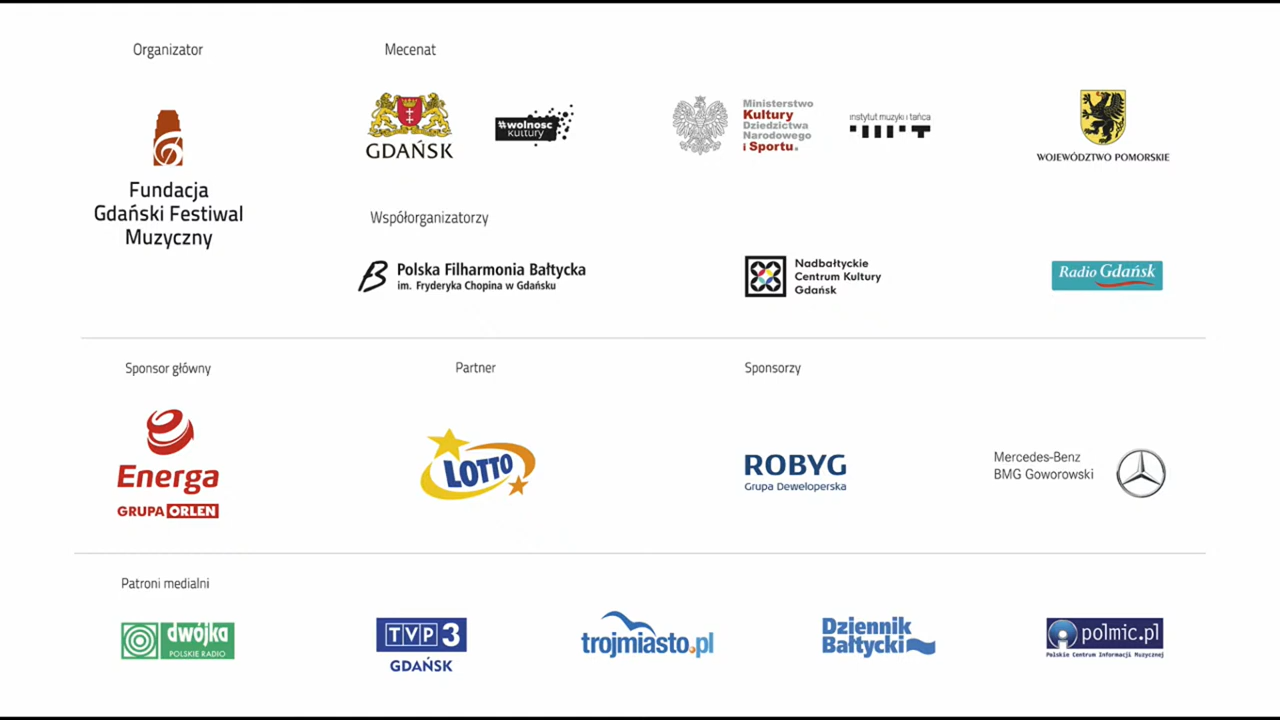 Organizator
Mecenat
GDAŃSK
#wolnosc
kultury
Ministerstwo
Kultury
Dziedzictwa
Narodowego
i Sportu.
instytut muzyki i tańca
WOJEWÓDZTWO POMORSKIE
Fundacja
Gdański Festiwal
Muzyczny
Współorganizatorzy
Polska Filharmonia Bałtycka
im. Fryderyka Chopina w Gdańsku
Nadbałtyckie
Centrum Kultury
Gdańsk
Radio Gdańsk
Sponsor główny
Partner
Sponsorzy
Energa
GRUPA ORLEN
LOTTO
ROBYG
Grupa Deweloperska
Mercedes-Benz
BMG Goworowski
Patroni medialni
dwójka
POLSKIE RADIO
TVP 3
GDAŃSK
trojmiasto.pl
Dziennik
Bałtycki
polmic.pl
Polskie Centrum Informacji Muzycznej